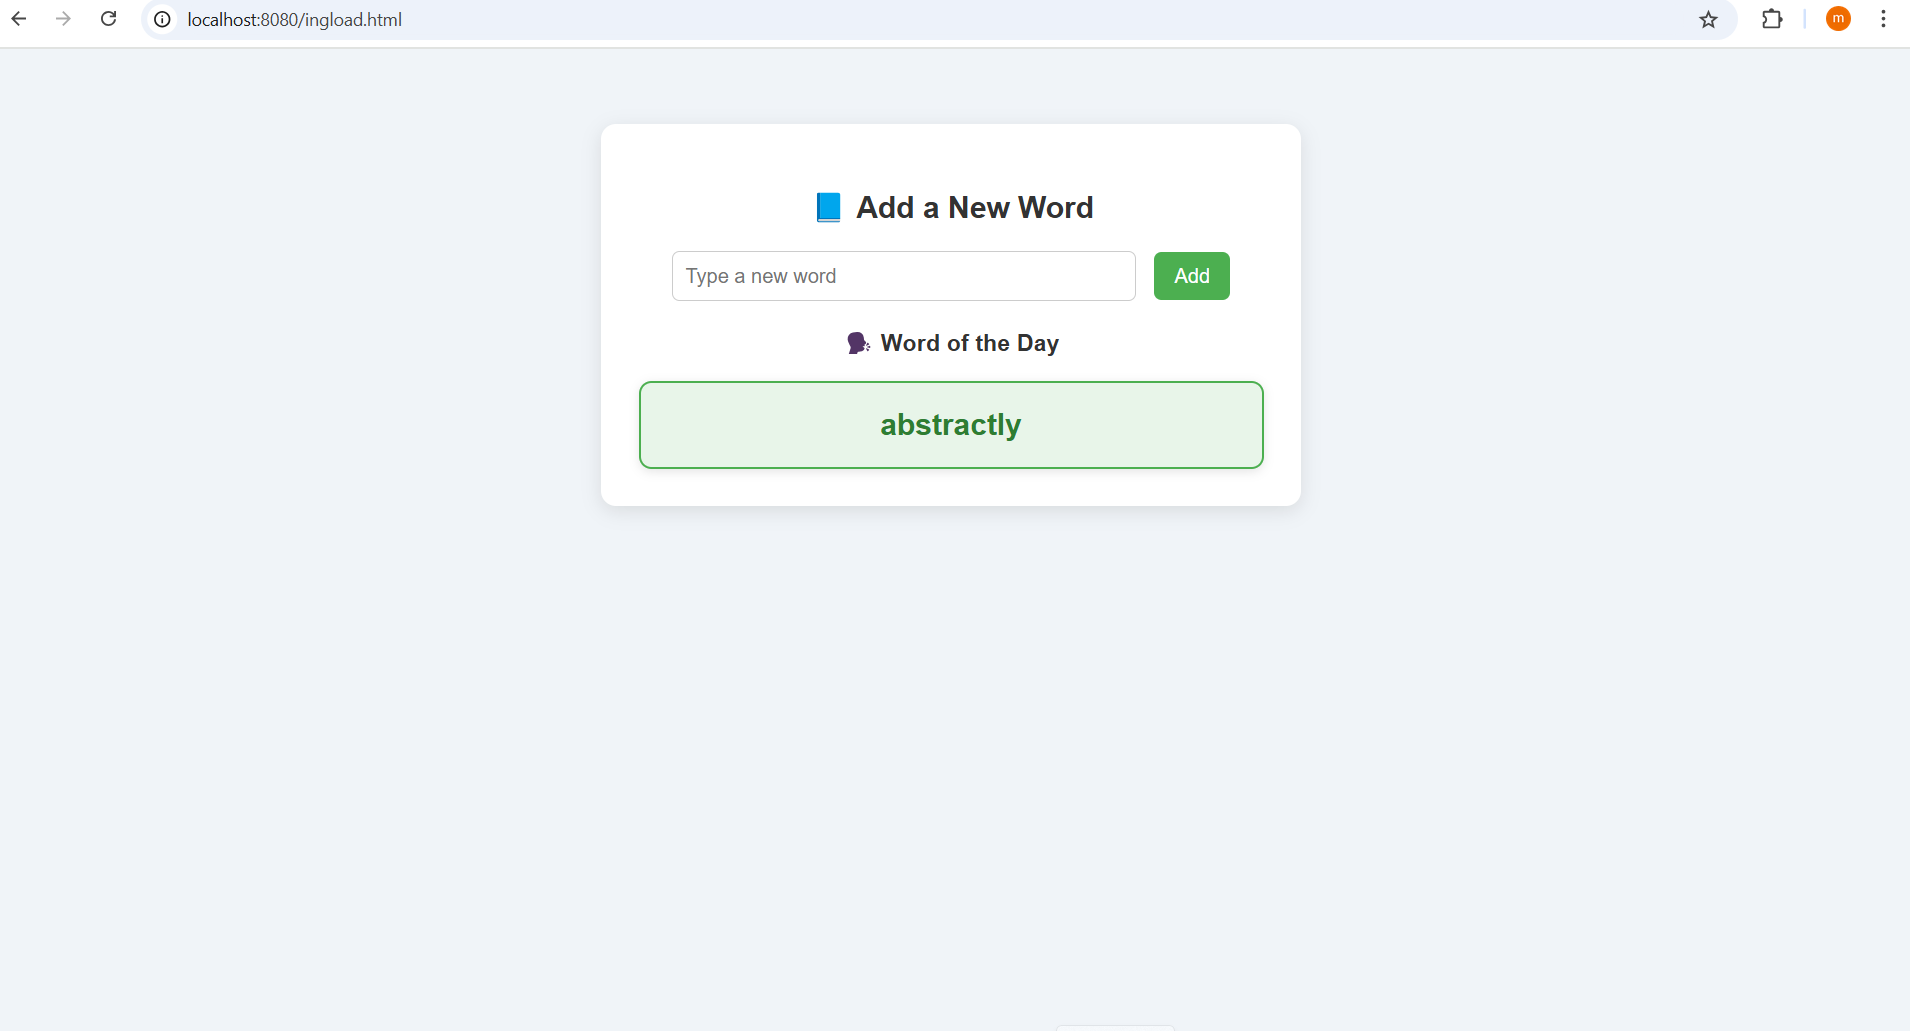 localhost:8080/ingload.html
m
📘 Add a New Word
Type a new word
Add
🗣️ Word of the Day
abstractly